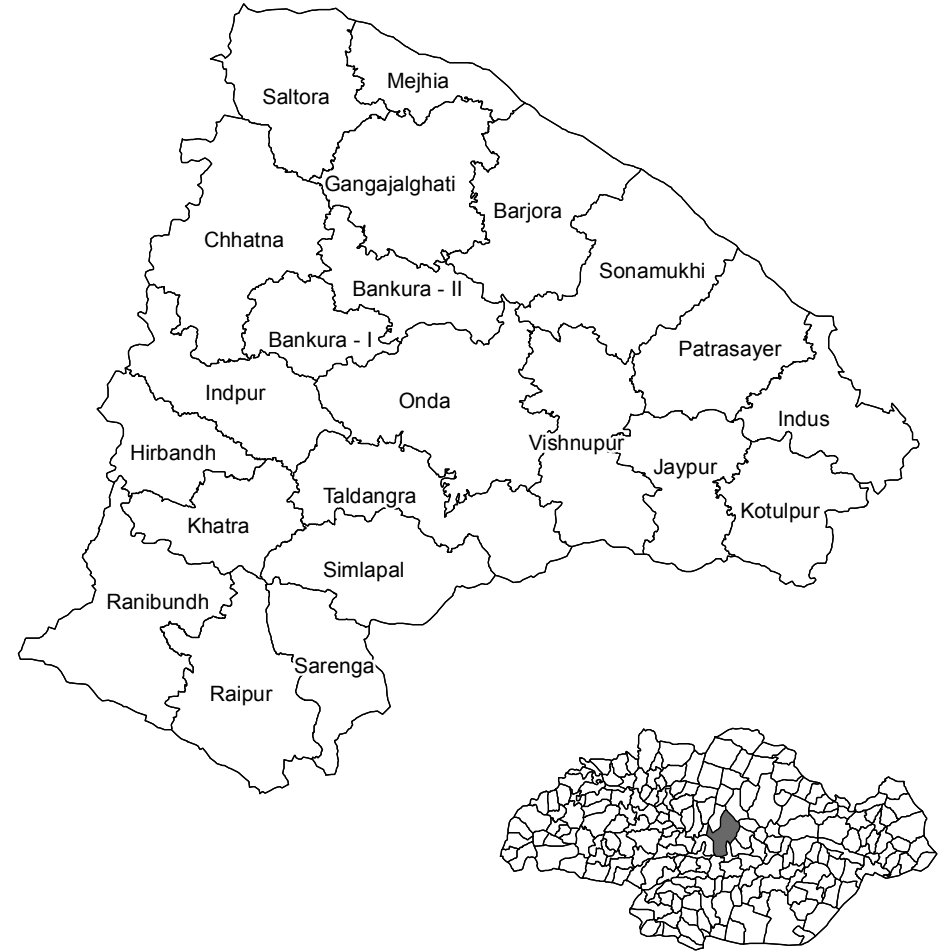 Mejhia
Saltora
Gangajalghati
Barjora
Chhatna
Sonamukhi
Bankura - II
Bankura - I
Patrasayer
Indpur
Onda
Indus
Vishnupur
Hirbandh
Jaypur
Taldangra
Kotulpur
Khatra
Simlapal
Ranibundh
Sarenga
Raipur